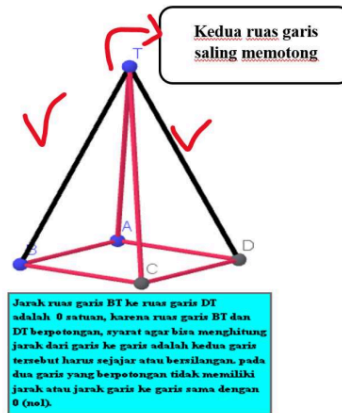 Kedua ruas garis
saling memotong
T
A
B
D
C
Jarak ruas garis BT ke ruas garis DT
adalah 0 satuan, karena ruas garis BT dan
DT berpotongan, syarat agar bisa menghitung
jarak dari garis ke garis adalah kedua garis
tersebut harus sejajar atau bersilangan. pada
dua garis yang berpotongan tidak memiliki
jarak atau jarak garis ke garis sama dengan
0 (nol).